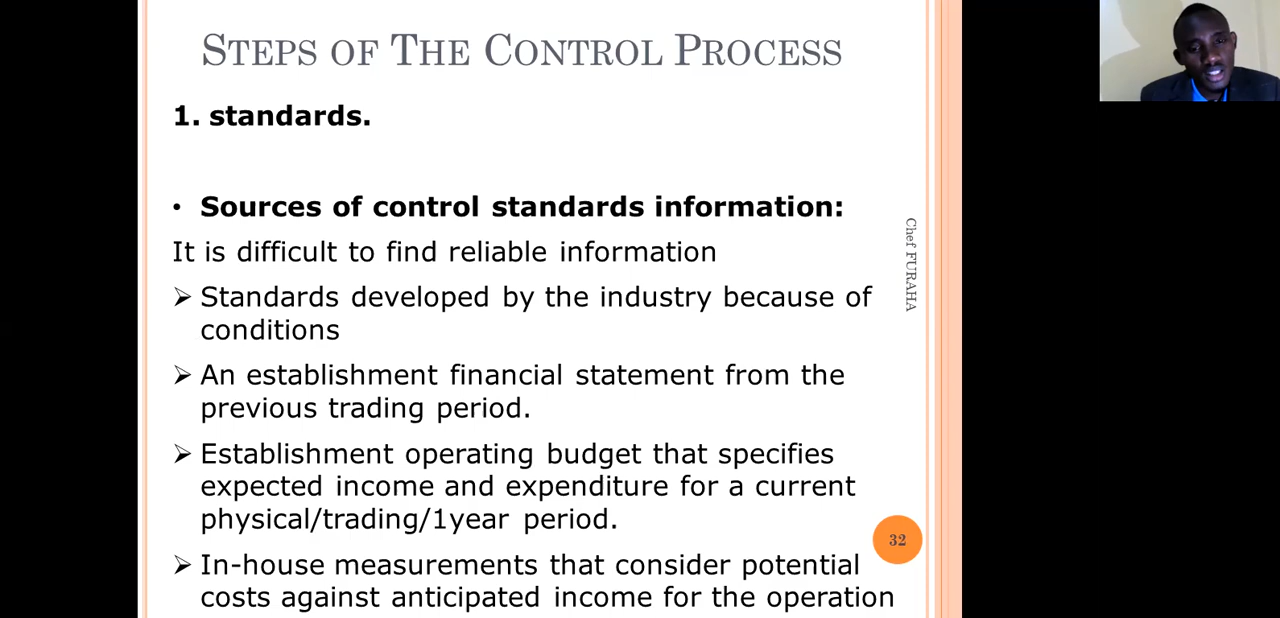 STEPS OF THE CONTROL PROCESS
1. standards.
• Sources of control standards information:
It is difficult to find reliable information
➢ Standards developed by the industry because of
conditions
➢ An establishment financial statement from the
previous trading period.
➢ Establishment operating budget that specifies
expected income and expenditure for a current
physical/trading/1year period.
➢ In-house measurements that consider potential
costs against anticipated income for the operation
Chef FURAHA
32